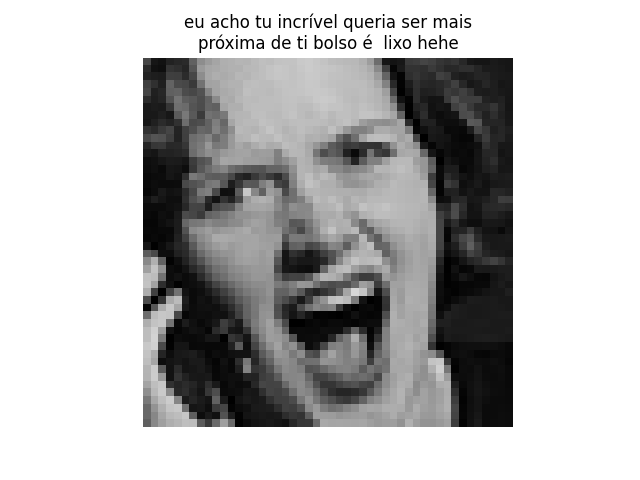 eu acho tu incrível queria ser mais
próxima de ti bolso é  lixo hehe